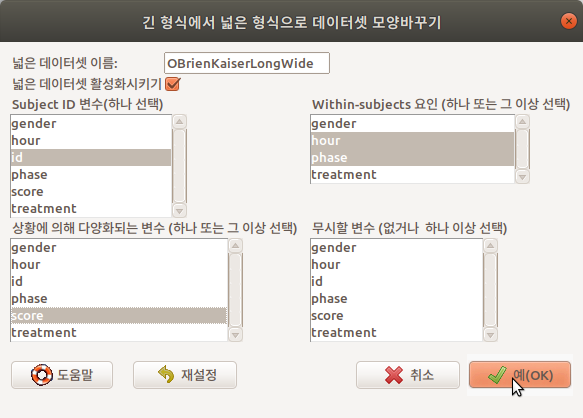 긴 형식에서 넓은 형식으로 데이터셋 모양바꾸기
넓은 데이터셋 이름: OBrienKaiserLongWide
넓은 데이터셋 활성화시키기
Subject ID 변수(하나 선택)
gender
hour
id
phase
score
treatment
Within-subjects 요인 (하나 또는 그 이상 선택)
gender
hour
phase
treatment
상황에 의해 다양화되는 변수 (하나 또는 그 이상 선택)
gender
hour
id
phase
score
treatment
무시할 변수 (없거나 하나 이상 선택)
gender
hour
id
phase
score
treatment
도움말
재설정
취소
예(OK)